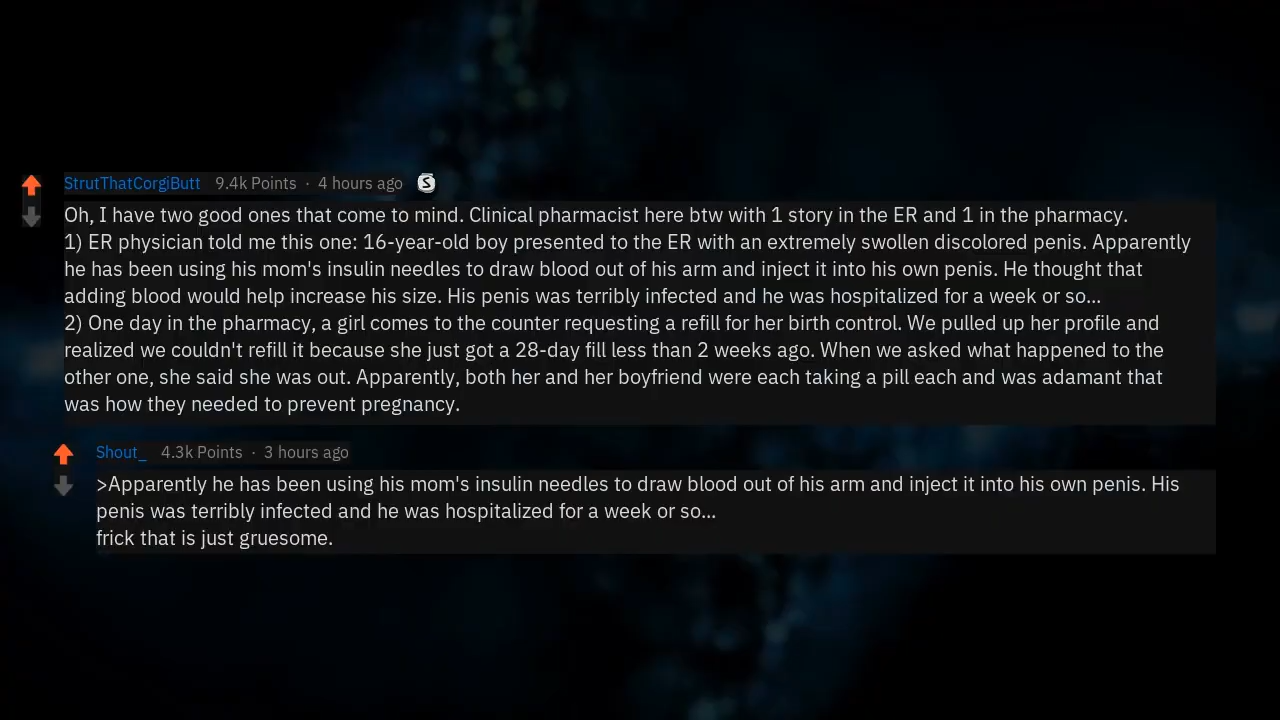 StrutThatCorgiButt 9.4k Points · 4 hours ago S
Oh, I have two good ones that come to mind. Clinical pharmacist here btw with 1 story in the ER and 1 in the pharmacy.
1) ER physician told me this one: 16-year-old boy presented to the ER with an extremely swollen discolored penis. Apparently
he has been using his mom's insulin needles to draw blood out of his arm and inject it into his own penis. He thought that
adding blood would help increase his size. His penis was terribly infected and he was hospitalized for a week or so...
2) One day in the pharmacy, a girl comes to the counter requesting a refill for her birth control. We pulled up her profile and
realized we couldn't refill it because she just got a 28-day fill less than 2 weeks ago. When we asked what happened to the
other one, she said she was out. Apparently, both her and her boyfriend were each taking a pill each and was adamant that
was how they needed to prevent pregnancy.
Shout_ 4.3k Points · 3 hours ago
>Apparently he has been using his mom's insulin needles to draw blood out of his arm and inject it into his own penis. His
penis was terribly infected and he was hospitalized for a week or so...
frick that is just gruesome.